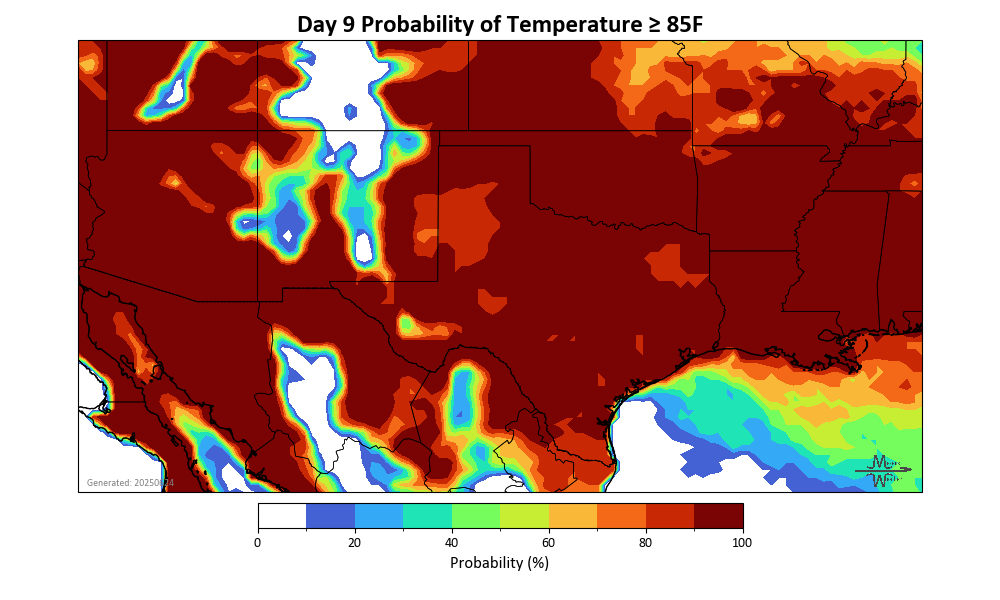 Day 9 Probability of Temperature ≥ 85F
M
W
0 20 40 60 80 100
Probability (%)